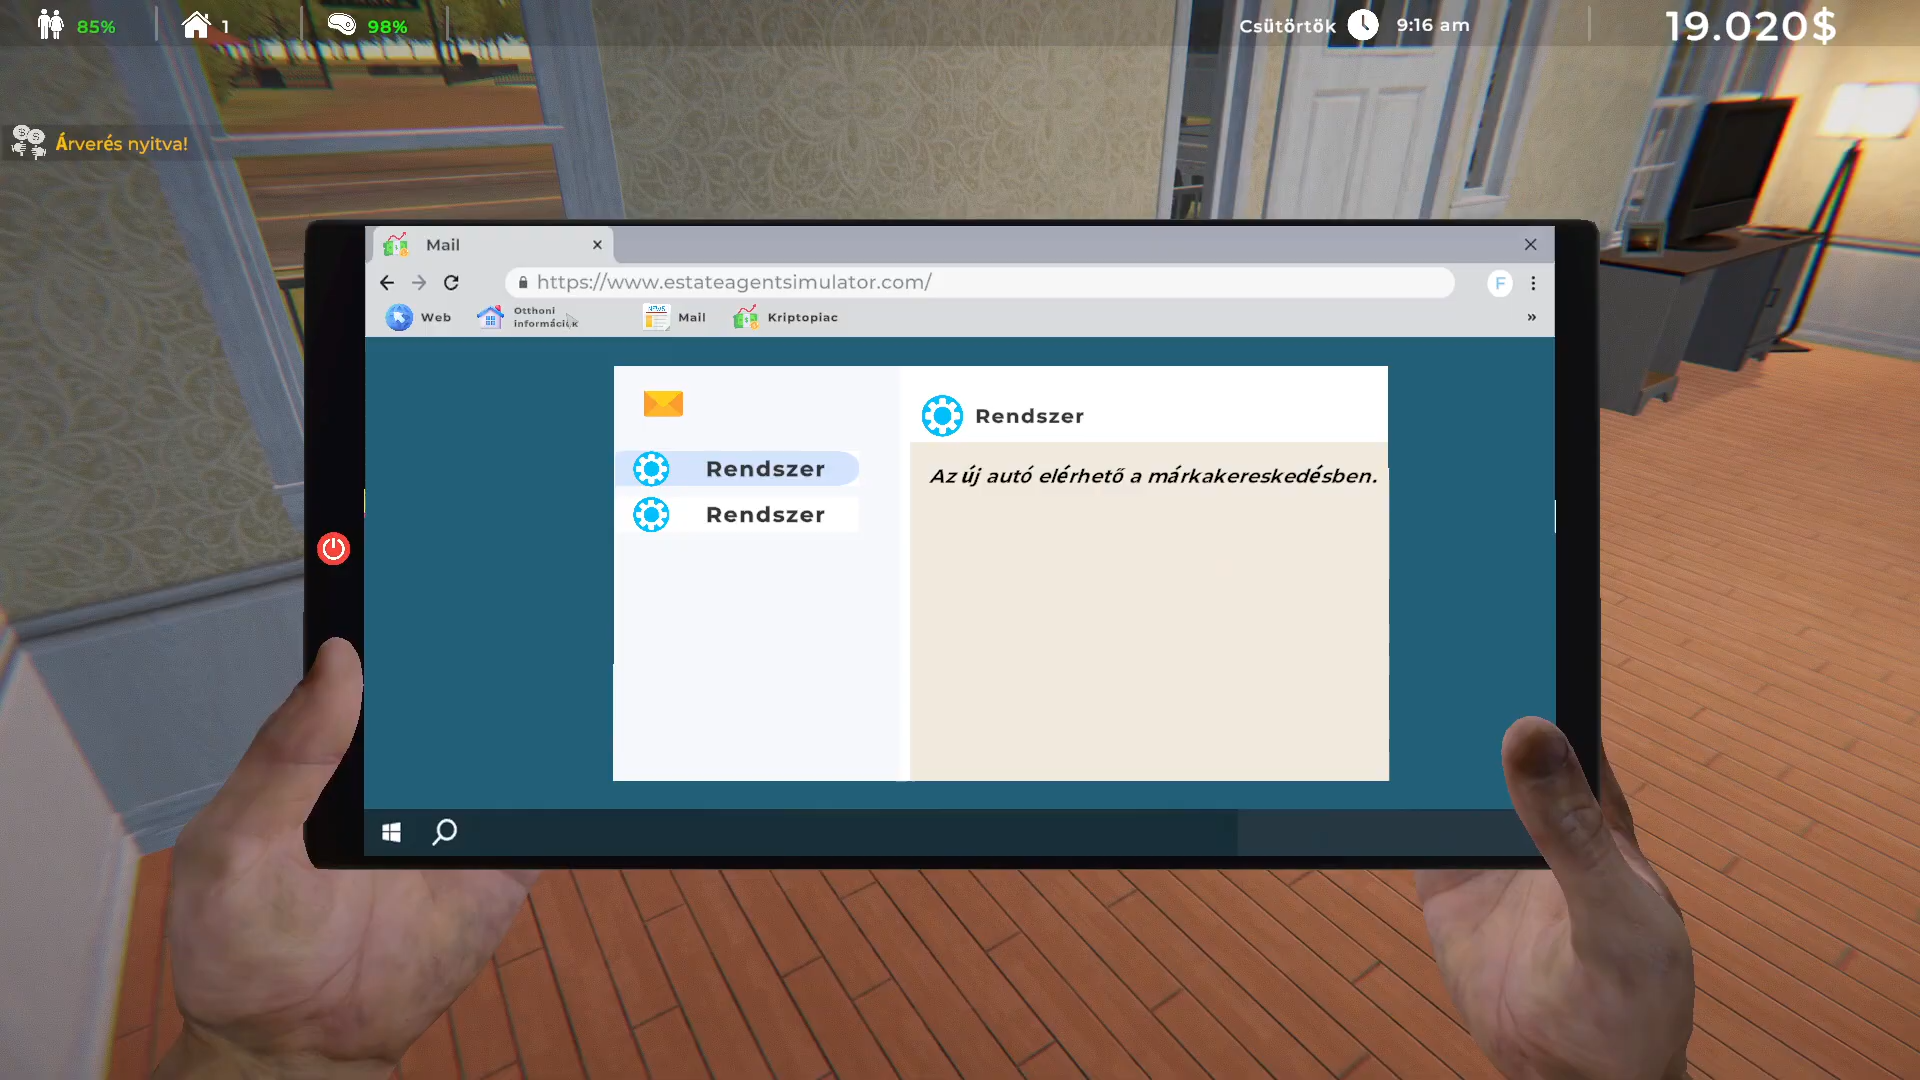 85%
1
98%
Csütörtök
9:16 am
19.020$
Árverés nyitva!
Mail
https://www.estateagentsimulator.com/
F
Web
Otthoni
információk
Mail
Kriptopiac
»
Rendszer
Rendszer
Rendszer
Az új autó elérhető a márkakereskedésben.